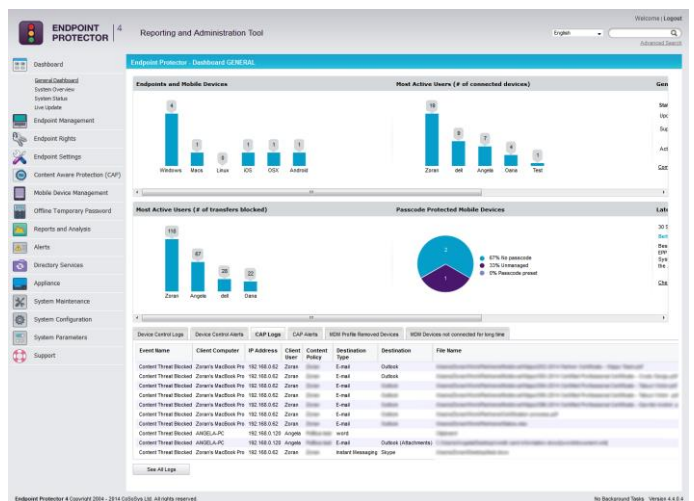 Welcome | Logout
ENDPOINT PROTECTOR 4
Reporting and Administration Tool
English
Advanced Search
Dashboard
General Dashboard
System Overview
System Status
Live Update
Endpoint Management
Endpoint Rights
Endpoint Settings
Content Aware Protection (CAP)
Mobile Device Management
Offline Temporary Password
Reports and Analysis
Alerts
Directory Services
Appliance
System Maintenance
System Configuration
System Parameters
Support
Endpoint Protector - Dashboard GENERAL
Endpoints and Mobile Devices
4 1 0 1 1 1
Windows Macs Linux iOS OSX Android
Most Active Users (# of connected devices)
7 4 1
Zoran dell Angela Dana Test
Gen
Most Active Users (# of transfers blocked)
28 22
Zoran Angela dell Dana
Passcode Protected Mobile Devices
2
1
67% No passcode
33% Unmanaged
0% Passcode preset
Late
Device Control Logs Device Control Alerts CAP Logs CAP Alerts MDM Profile Removed Devices MDM Devices not connected for long time
Event Name Client Computer IP Address Client User Content Policy Destination Type Destination File Name
Content Threat Blocked Zoran's MacBook Pro 192.168.0.62 Zoran E-mail Outlook
Content Threat Blocked Zoran's MacBook Pro 192.168.0.62 Zoran E-mail Outlook
Content Threat Blocked Zoran's MacBook Pro 192.168.0.62 Zoran E-mail
Content Threat Blocked Zoran's MacBook Pro 192.168.0.62 Zoran E-mail
Content Threat Blocked Zoran's MacBook Pro 192.168.0.62 Zoran E-mail
Content Threat Blocked Zoran's MacBook Pro 192.168.0.62 Zoran E-mail
Content Threat Blocked Zoran's MacBook Pro 192.168.0.62 Zoran E-mail
Content Threat Blocked ANGELA-PC 192.168.0.128 Angela word
Content Threat Blocked ANGELA-PC 192.168.0.128 Angela E-mail Outlook (Attachments)
Content Threat Blocked Zoran's MacBook Pro 192.168.0.62 Zoran Instant Messaging Skype
See All Logs
Endpoint Protector 4 Copyright 2004 - 2014 CoSoSys Ltd. All rights reserved.
No Background Tasks Version 4.4.0.4